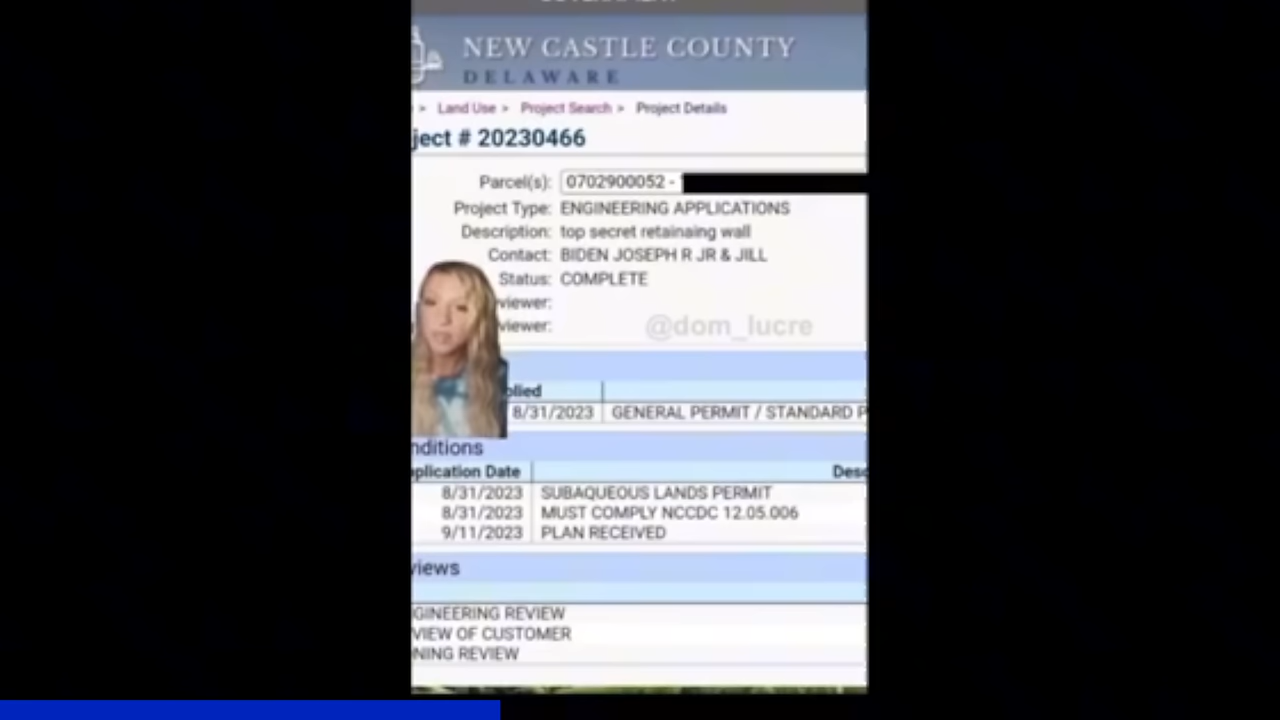 NEW CASTLE COUNTY
DELAWARE
> Land Use > Project Search > Project Details
ject # 20230466
Parcel(s): 0702900052 -
Project Type: ENGINEERING APPLICATIONS
Description: top secret retainaing wall
Contact: BIDEN JOSEPH R JR & JILL
Status: COMPLETE
viewer:
viewer:
@dom_lucre
plied
8/31/2023 GENERAL PERMIT / STANDARD P
nditions
plication Date Desc
8/31/2023 SUBAQUEOUS LANDS PERMIT
8/31/2023 MUST COMPLY NCCDC 12.05.006
9/11/2023 PLAN RECEIVED
views
GINEERING REVIEW
VIEW OF CUSTOMER
NING REVIEW